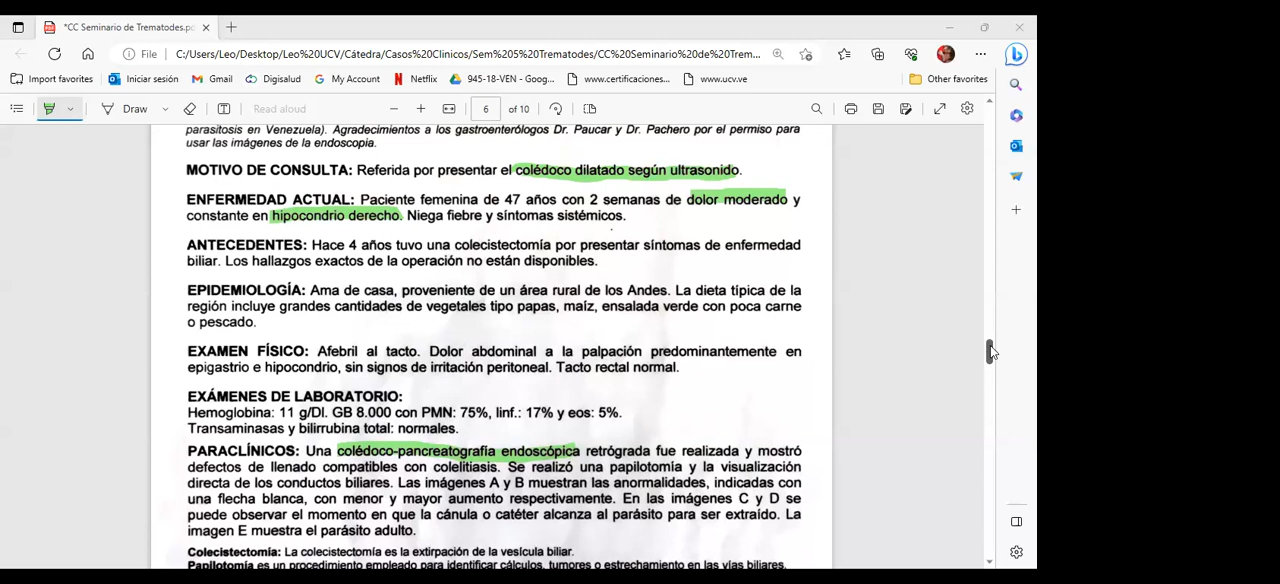 *CC Seminario de Trematodes.pd
File
C:/Users/Leo/Desktop/Leo%20UCV/Cátedra/Casos%20Clinicos/Sem%205%20Trematodes/CC%20Seminario%20de%20Trem...
Import favorites Iniciar sesión Gmail Digisalud My Account Netflix 945-18-VEN - Goog... www.certificaciones... www.ucv.ve Other favorites
Draw Read aloud 6 of 10
parasitosis en Venezuela). Agradecimientos a los gastroenterólogos Dr. Paucar y Dr. Pachero por el permiso para
usar las imágenes de la endoscopia.
MOTIVO DE CONSULTA: Referida por presentar el colédoco dilatado según ultrasonido.
ENFERMEDAD ACTUAL: Paciente femenina de 47 años con 2 semanas de dolor moderado y
constante en hipocondrio derecho. Niega fiebre y síntomas sistémicos.
ANTECEDENTES: Hace 4 años tuvo una colecistectomía por presentar síntomas de enfermedad
biliar. Los hallazgos exactos de la operación no están disponibles.
EPIDEMIOLOGÍA: Ama de casa, proveniente de un área rural de los Andes. La dieta típica de la
región incluye grandes cantidades de vegetales tipo papas, maíz, ensalada verde con poca carne
o pescado.
EXAMEN FÍSICO: Afebril al tacto. Dolor abdominal a la palpación predominantemente en
epigastrio e hipocondrio, sin signos de irritación peritoneal. Tacto rectal normal.
EXÁMENES DE LABORATORIO:
Hemoglobina: 11 g/Dl. GB 8.000 con PMN: 75%, linf.: 17% y eos: 5%.
Transaminasas y bilirrubina total: normales.
PARACLÍNICOS: Una colédoco-pancreatografía endoscópica retrógrada fue realizada y mostró
defectos de llenado compatibles con colelitiasis. Se realizó una papilotomía y la visualización
directa de los conductos biliares. Las imágenes A y B muestran las anormalidades, indicadas con
una flecha blanca, con menor y mayor aumento respectivamente. En las imágenes C y D se
puede observar el momento en que la cánula o catéter alcanza al parásito para ser extraído. La
imagen E muestra el parásito adulto.
Colecistectomía: La colecistectomía es la extirpación de la vesícula biliar.
Papilotomía es un procedimiento empleado para identificar cálculos, tumores o estrechamiento en las vías biliares,